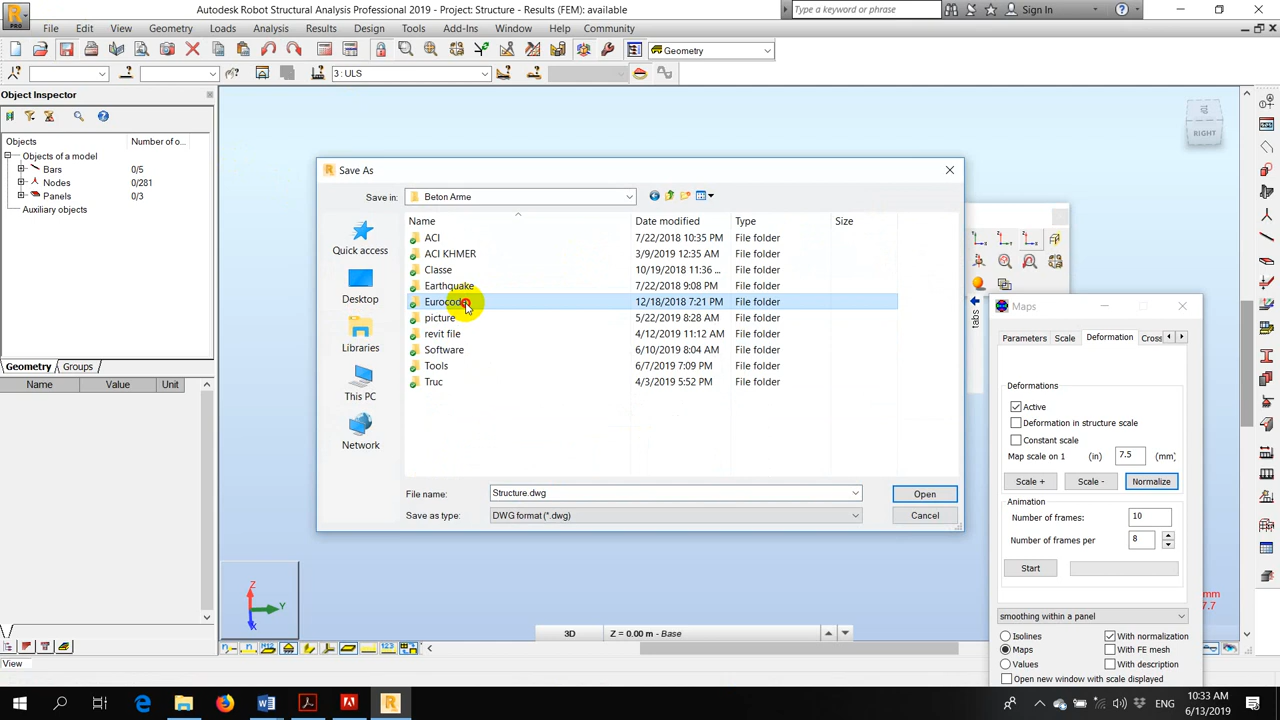 Autodesk Robot Structural Analysis Professional 2019 - Project: Structure - Results (FEM): available
Type a keyword or phrase
Sign In
PRO
File Edit View Geometry Loads Analysis Results Design Tools Add-Ins Window Help Community
Geometry
3 : ULS
Object Inspector
Objects Number of o...
Objects of a model
Bars 0/5
Nodes 0/281
Panels 0/3
Auxiliary objects
Geometry Groups
Name Value Unit
View
Save As
Save in: Beton Arme
Quick access
Desktop
Libraries
This PC
Network
Name Date modified Type Size
ACI 7/22/2018 10:35 PM File folder
ACI KHMER 3/9/2019 12:35 AM File folder
Classe 10/19/2018 11:36 ... File folder
Earthquake 7/22/2018 9:08 PM File folder
Eurocode 12/18/2018 7:21 PM File folder
picture 5/22/2019 8:28 AM File folder
revit file 4/12/2019 11:12 AM File folder
Software 6/10/2019 8:04 AM File folder
Tools 6/7/2019 7:09 PM File folder
Truc 4/3/2019 5:52 PM File folder
File name: Structure.dwg Open
Save as type: DWG format (*.dwg) Cancel
RIGHT
tabs
Maps
Parameters Scale Deformation Cross
Deformations
Active
Deformation in structure scale
Constant scale
Map scale on 1 (in) 7.5 (mm)
Scale + Scale - Normalize
Animation
Number of frames: 10
Number of frames per 8
Start
smoothing within a panel
Isolines With normalization
Maps With FE mesh
Values With description
Open new window with scale displayed
mm
7.7
Z
Y
X
3D Z = 0.00 m - Base
ENG
10:33 AM
6/13/2019